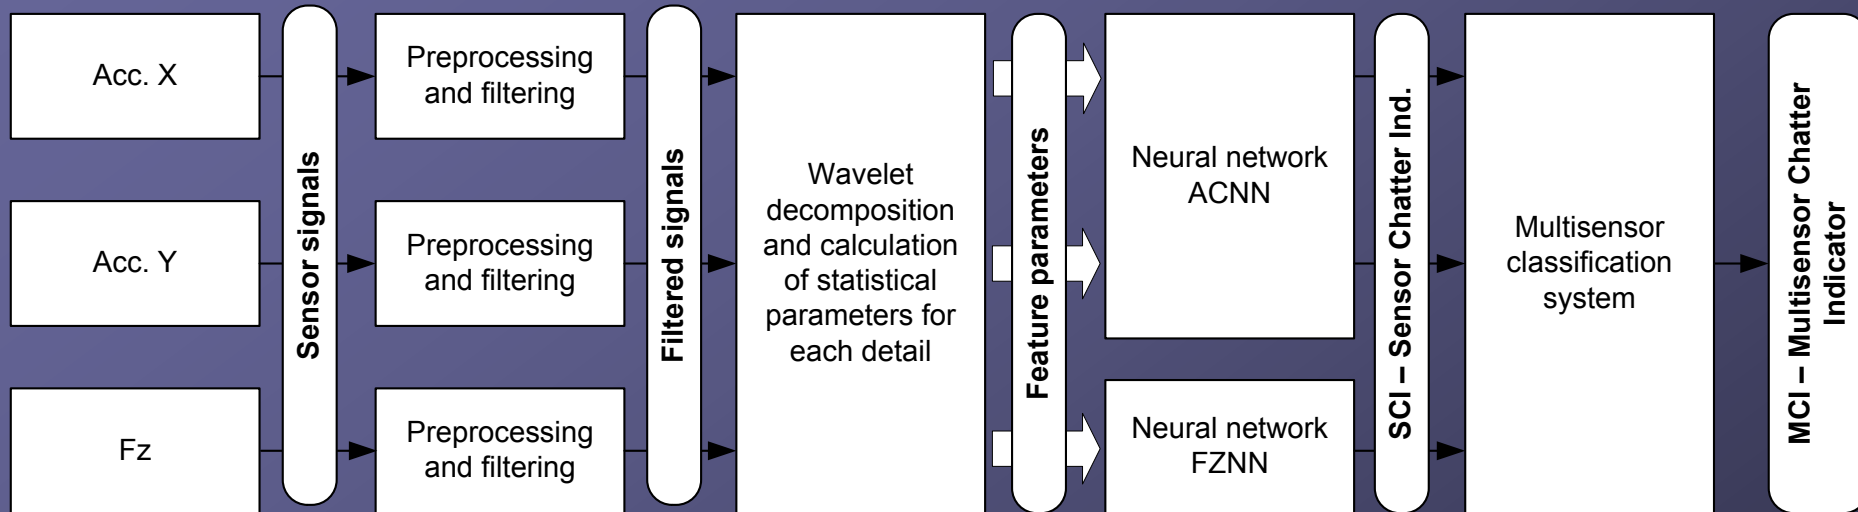 Acc. X
Acc. Y
Fz
Sensor signals
Preprocessing
and filtering
Preprocessing
and filtering
Preprocessing
and filtering
Filtered signals
Wavelet
decomposition
and calculation
of statistical
parameters for
each detail
Feature parameters
Neural network
ACNN
Neural network
FZNN
SCI – Sensor Chatter Ind.
Multisensor
classification
system
MCI – Multisensor Chatter
Indicator